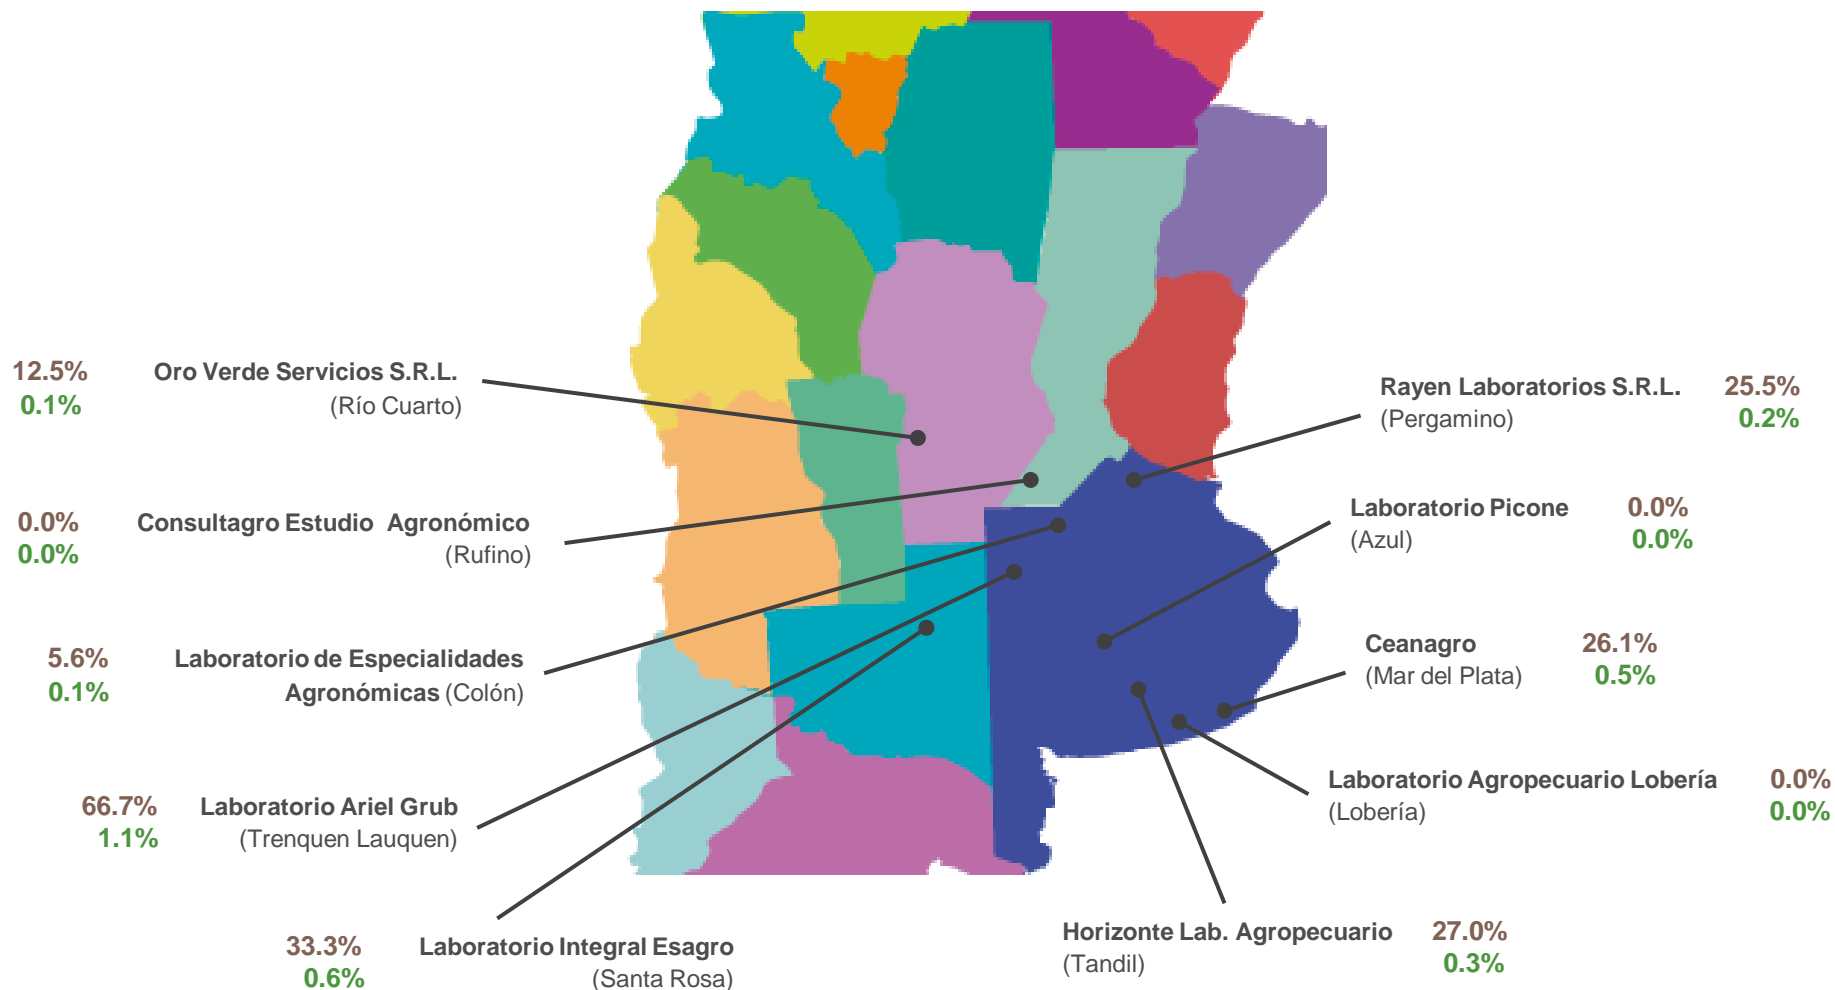 12.5% Oro Verde Servicios S.R.L.
0.1% (Río Cuarto)
0.0% Consultagro Estudio Agronómico
0.0% (Rufino)
5.6% Laboratorio de Especialidades
0.1% Agronómicas (Colón)
66.7% Laboratorio Ariel Grub
1.1% (Trenquen Lauquen)
33.3% Laboratorio Integral Esagro
0.6% (Santa Rosa)
Rayen Laboratorios S.R.L. 25.5%
(Pergamino) 0.2%
Laboratorio Picone 0.0%
(Azul) 0.0%
Ceanagro 26.1%
(Mar del Plata) 0.5%
Laboratorio Agropecuario Lobería 0.0%
(Lobería) 0.0%
Horizonte Lab. Agropecuario 27.0%
(Tandil) 0.3%